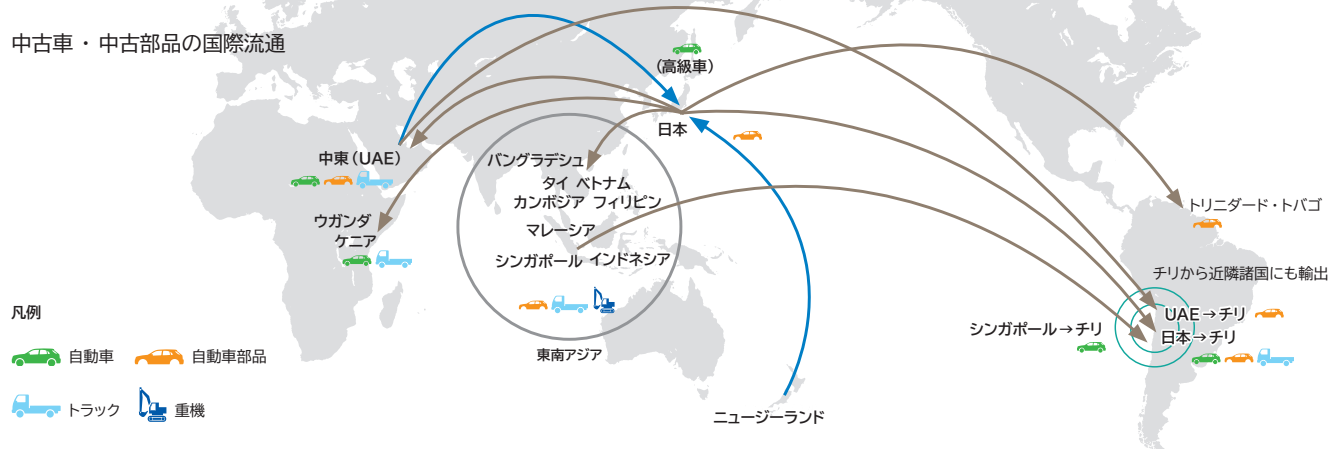 中古車・中古部品の国際流通
(高級車)
日本
中東(UAE)
ウガンダ
ケニア
バングラデシュ
タイ ベトナム
カンボジア フィリピン
マレーシア
シンガポール インドネシア
東南アジア
トリニダード・トバゴ
チリから近隣諸国にも輸出
UAE→チリ
シンガポール→チリ
日本→チリ
ニュージーランド
凡例
自動車 自動車部品
トラック 重機